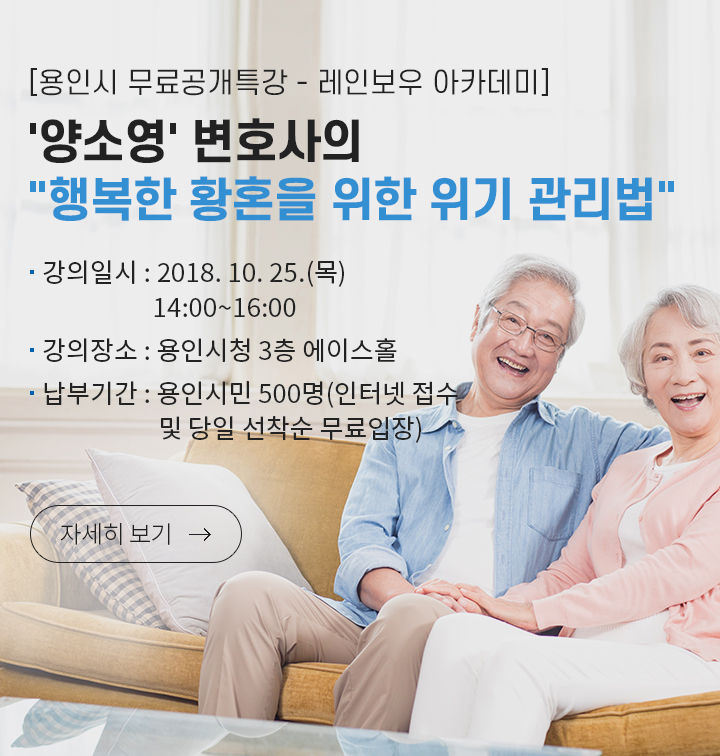 [용인시 무료공개특강 - 레인보우 아카데미]
'양소영' 변호사의
"행복한 황혼을 위한 위기 관리법"
· 강의일시 : 2018. 10. 25.(목)
14:00~16:00
· 강의장소 : 용인시청 3층 에이스홀
· 납부기간 : 용인시민 500명(인터넷 접수
및 당일 선착순 무료입장)
자세히 보기 →